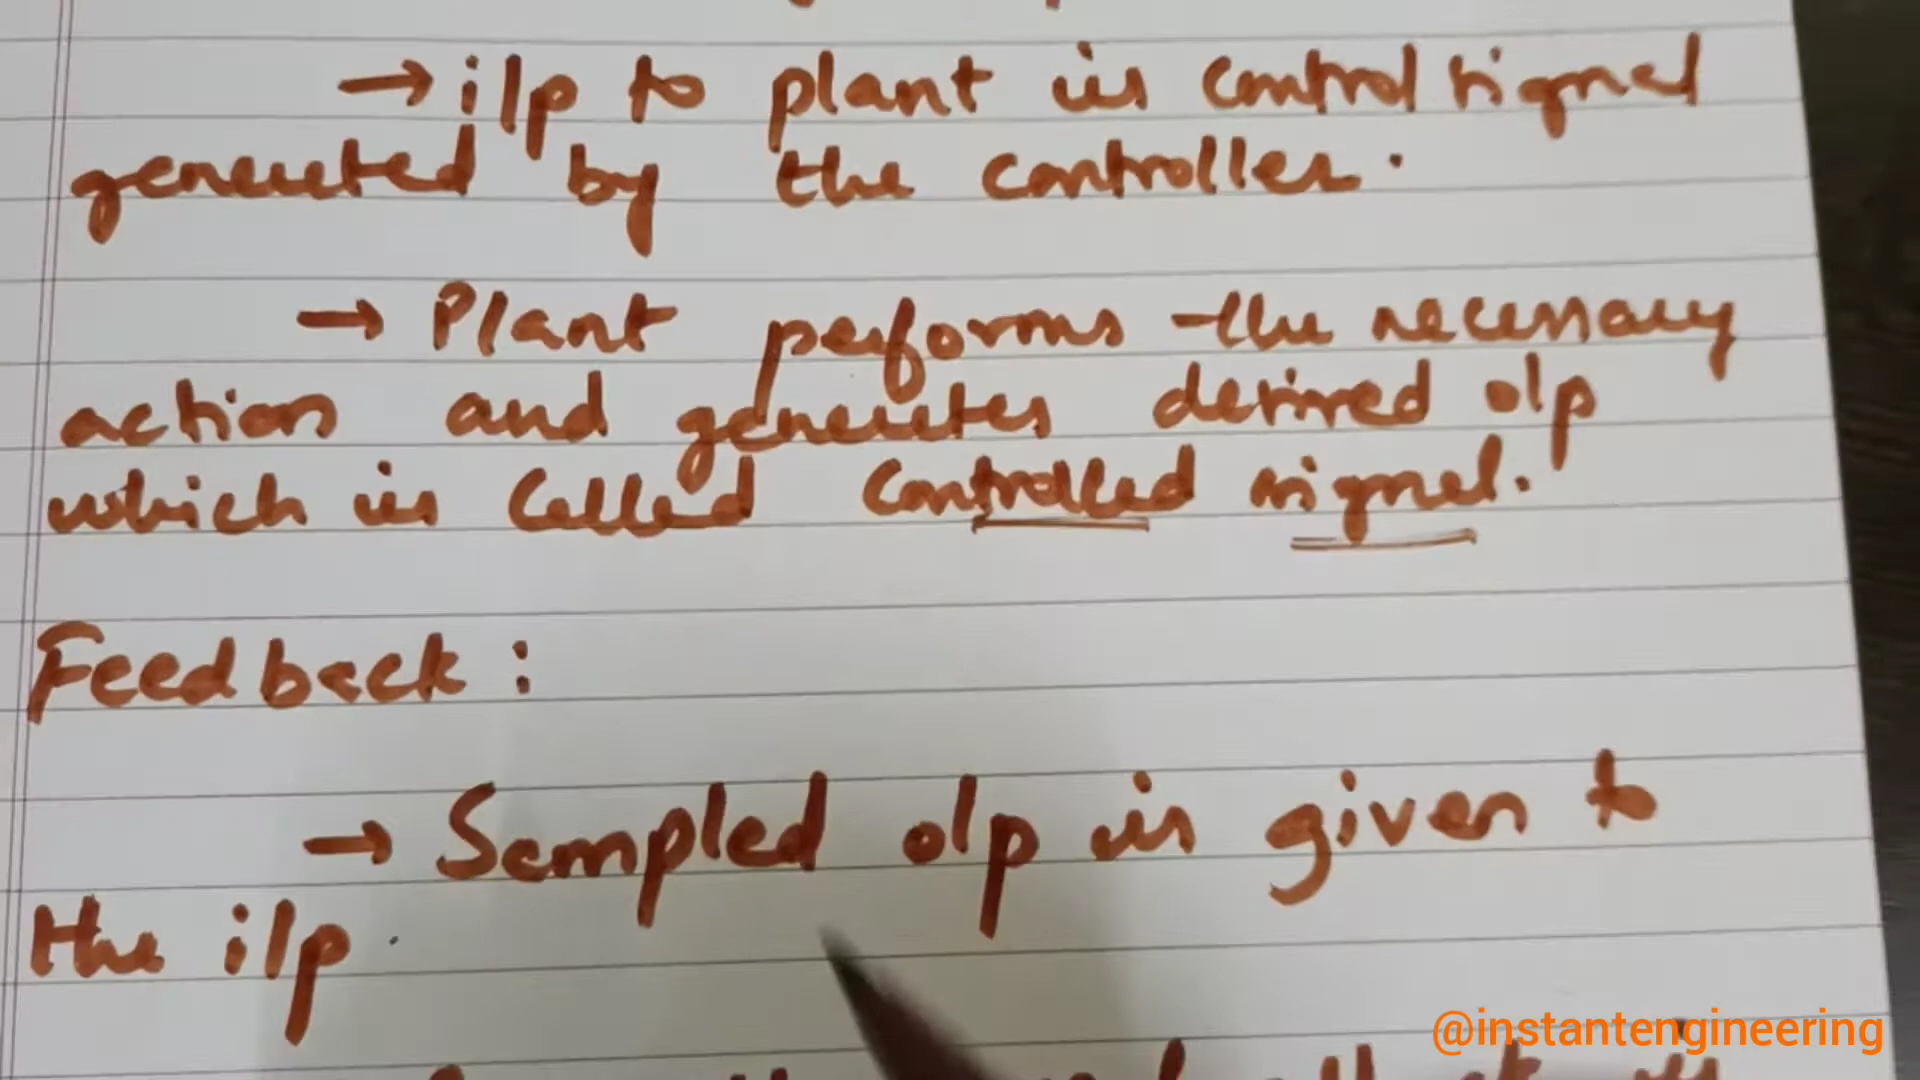 → i/p to plant is control signal
generated by the controller.
→ Plant performs the necessary
action and generates desired o/p
which is called controlled signal.
Feedback :
→ Sampled o/p is given to
the i/p.
@instantengineering